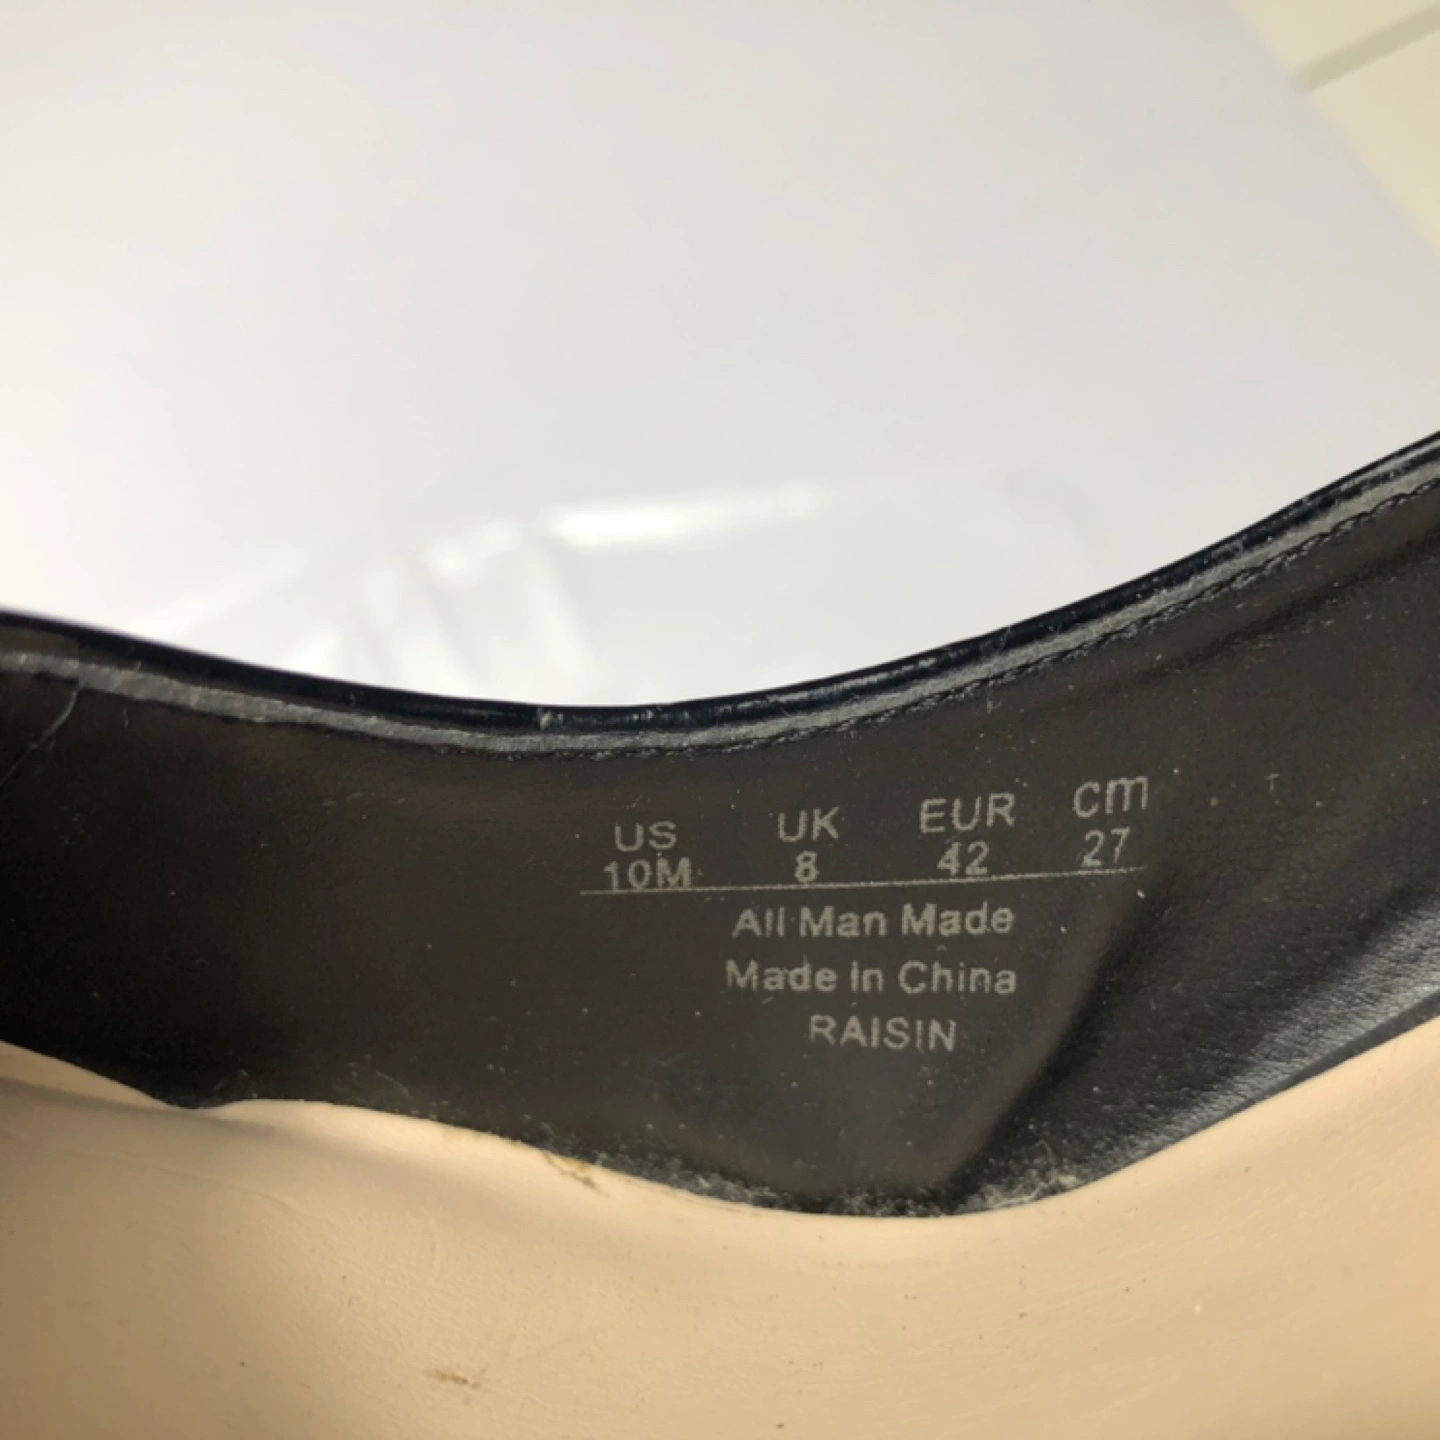 US UK EUR cm
10M 8 42 27
All Man Made
Made in China
RAISIN